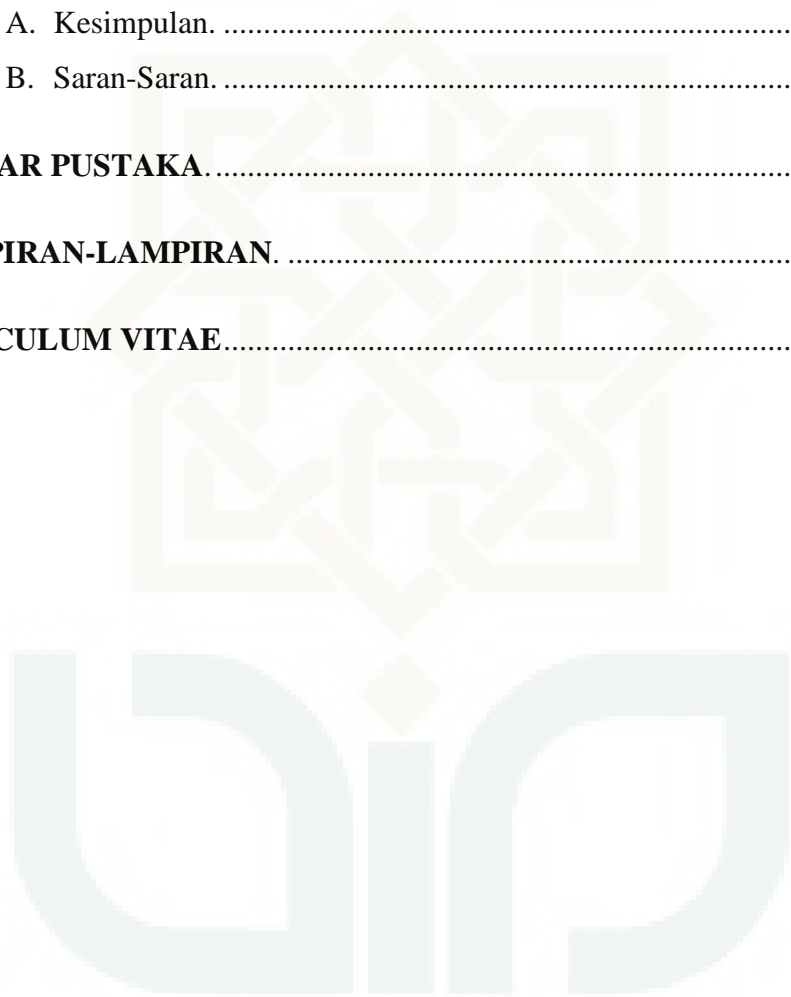 A. Kesimpulan. ................................................................................
B. Saran-Saran. ................................................................................
AR PUSTAKA. ................................................................................
PIRAN-LAMPIRAN. ......................................................................
CULUM VITAE................................................................................